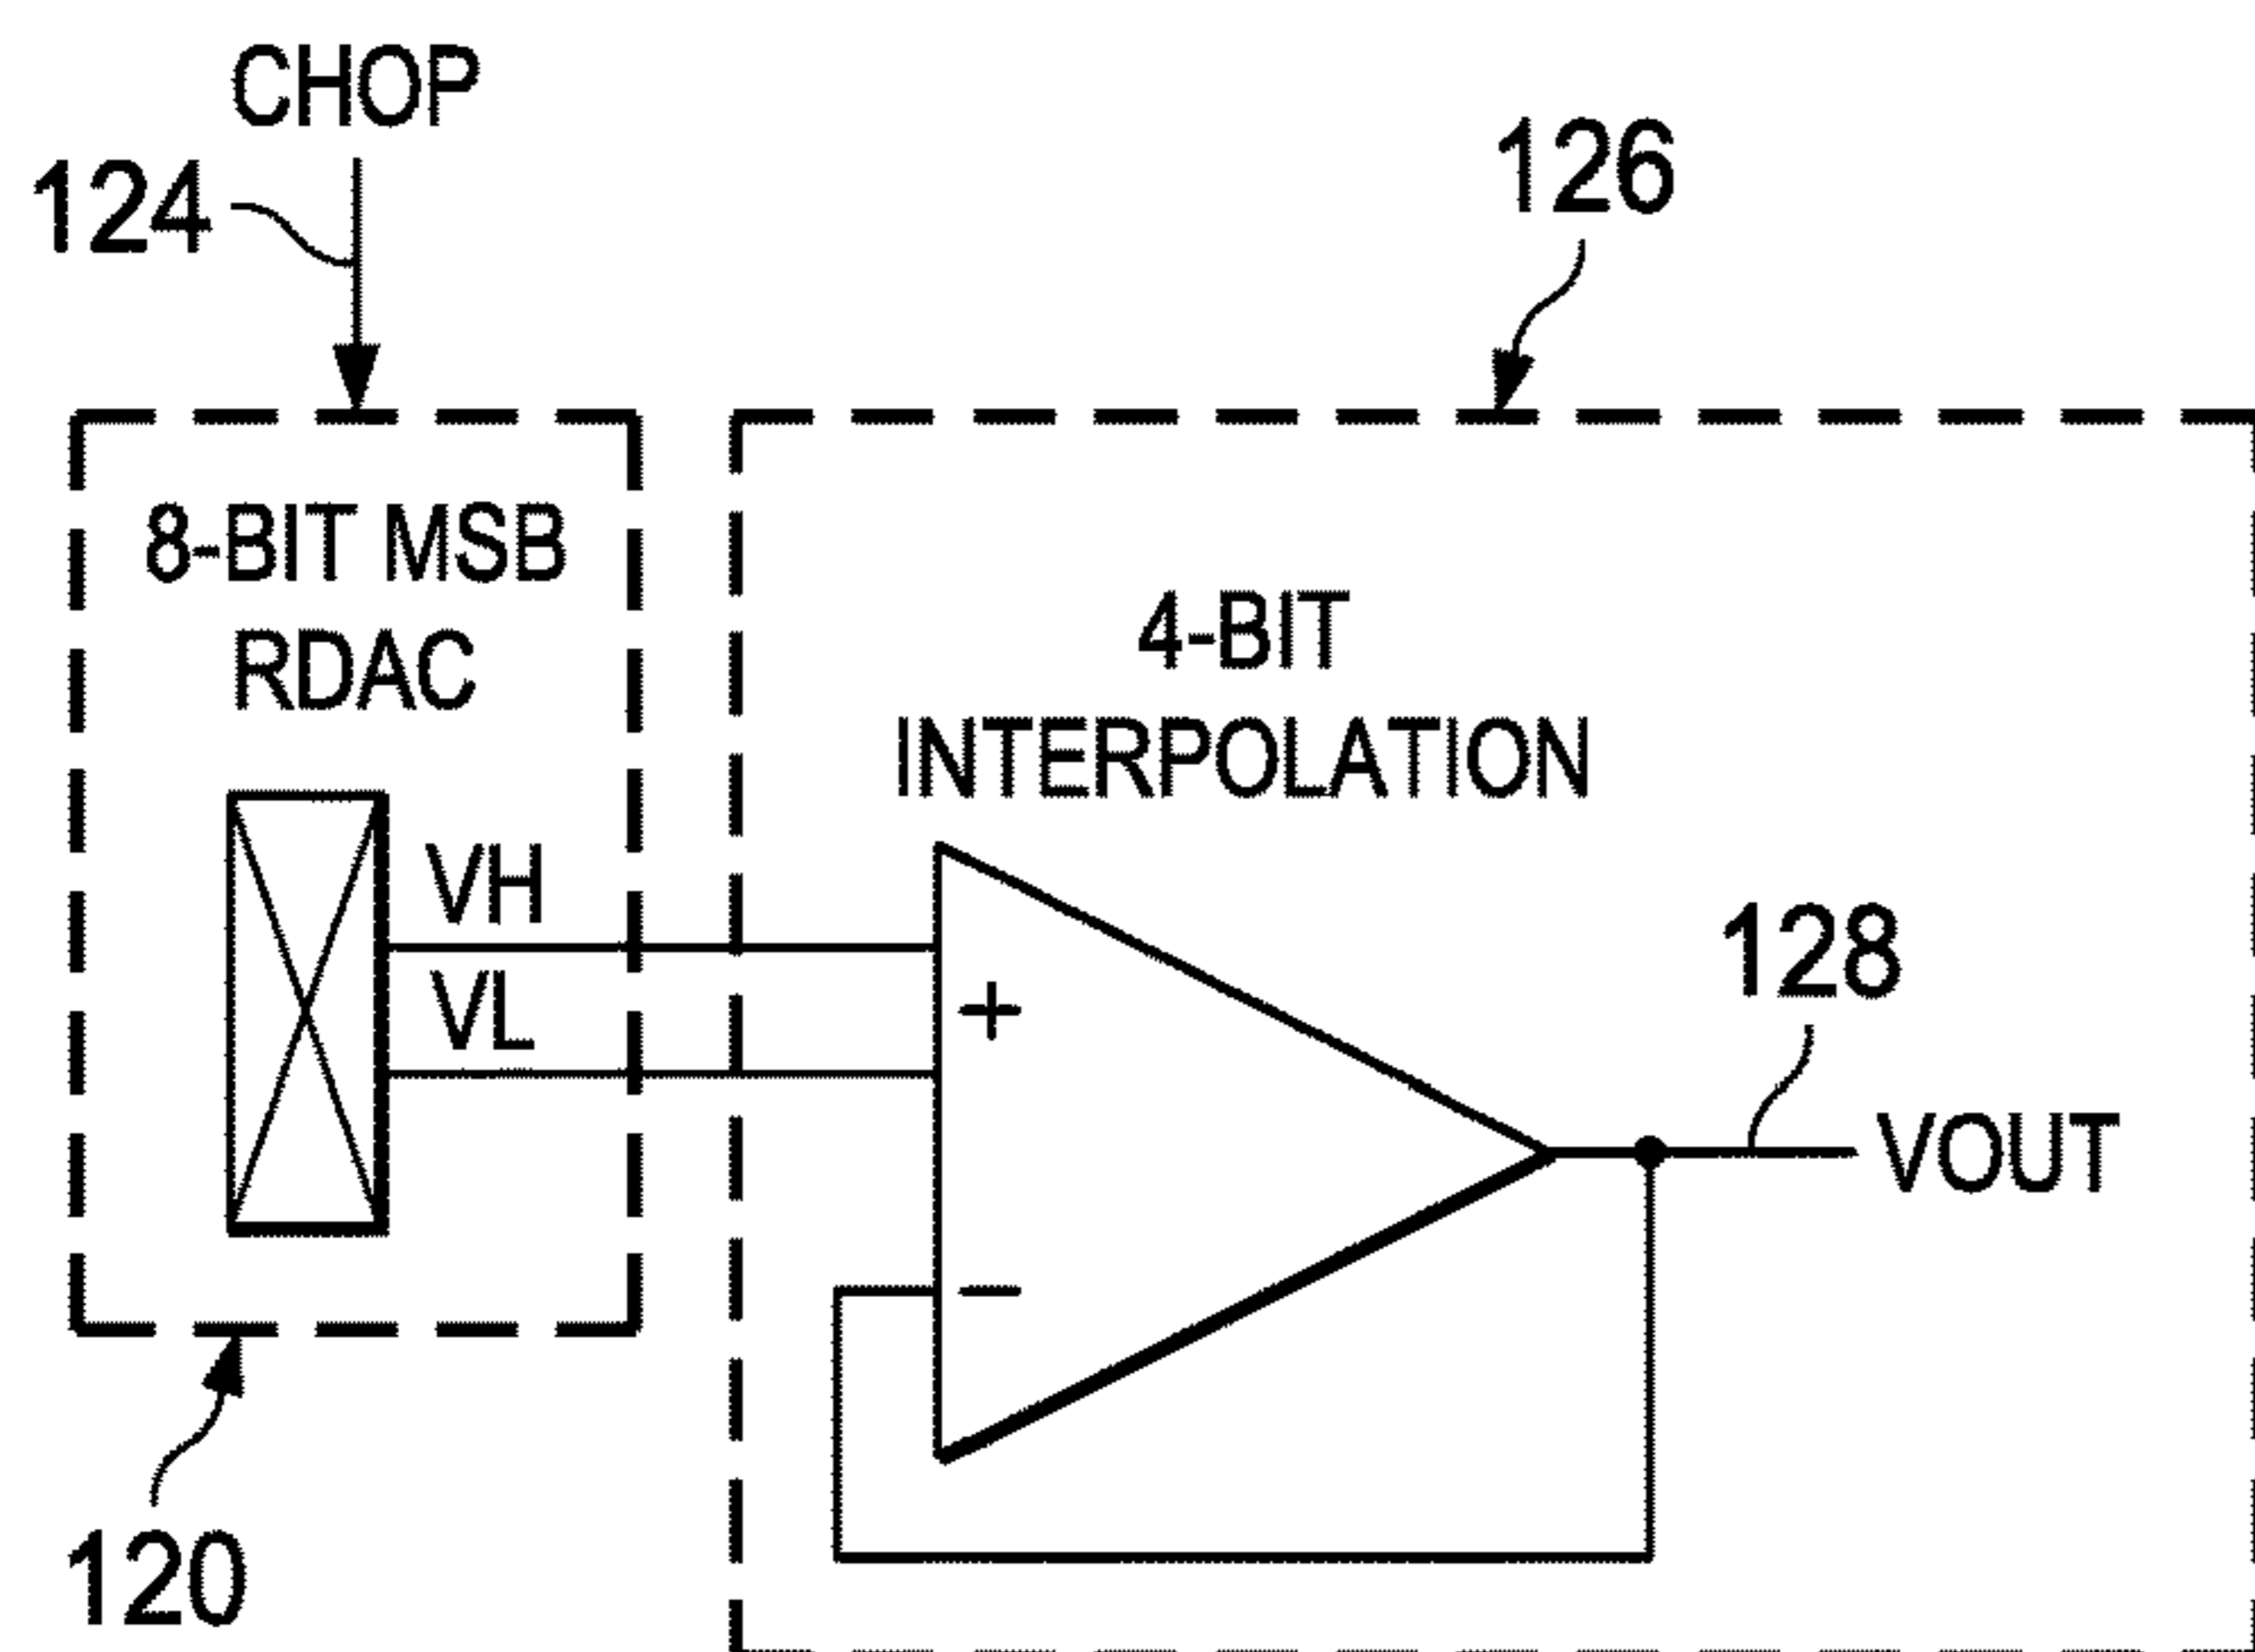 CHOP
124
126
8-BIT MSB
RDAC
4-BIT
INTERPOLATION
VH
VL
+
−
128
VOUT
120